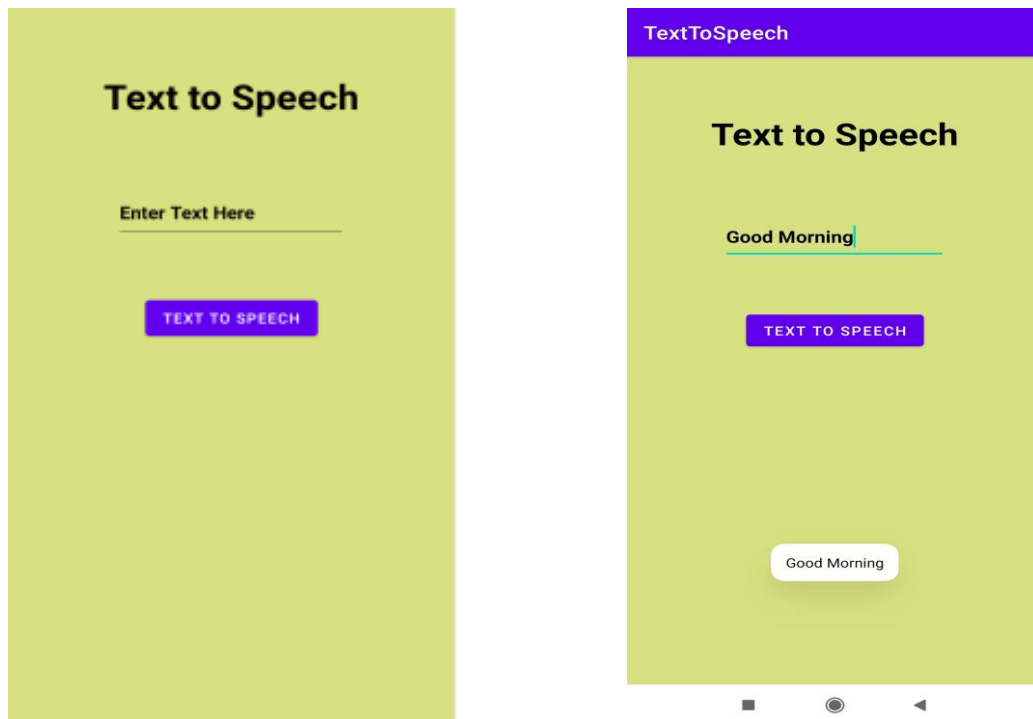 Text to Speech
Enter Text Here
TEXT TO SPEECH
TextToSpeech
Text to Speech
Good Morning
TEXT TO SPEECH
Good Morning